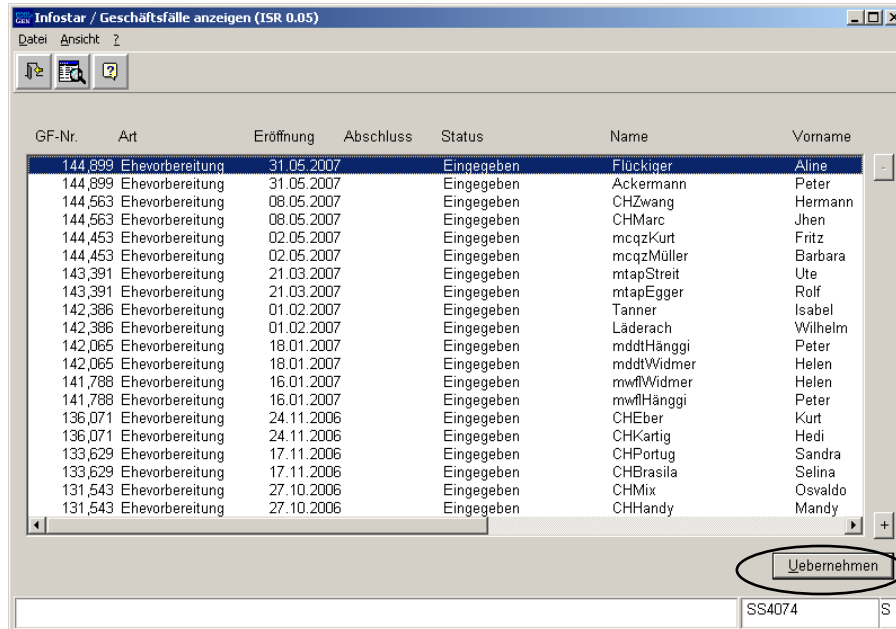 Infostar / Geschäftsfälle anzeigen (ISR 0.05)
Datei Ansicht ?
GF-Nr. Art Eröffnung Abschluss Status Name Vorname
144,899 Ehevorbereitung 31.05.2007 Eingegeben Flückiger Aline
144,899 Ehevorbereitung 31.05.2007 Eingegeben Ackermann Peter
144,563 Ehevorbereitung 08.05.2007 Eingegeben CHZwang Hermann
144,563 Ehevorbereitung 08.05.2007 Eingegeben CHMarc Jhen
144,453 Ehevorbereitung 02.05.2007 Eingegeben mcqzKurt Fritz
144,453 Ehevorbereitung 02.05.2007 Eingegeben mcqzMüller Barbara
143,391 Ehevorbereitung 21.03.2007 Eingegeben mtapStreit Ute
143,391 Ehevorbereitung 21.03.2007 Eingegeben mtapEgger Rolf
142,386 Ehevorbereitung 01.02.2007 Eingegeben Tanner Isabel
142,386 Ehevorbereitung 01.02.2007 Eingegeben Läderach Wilhelm
142,065 Ehevorbereitung 18.01.2007 Eingegeben mddtHänggi Peter
142,065 Ehevorbereitung 18.01.2007 Eingegeben mddtWidmer Helen
141,788 Ehevorbereitung 16.01.2007 Eingegeben mwflWidmer Helen
141,788 Ehevorbereitung 16.01.2007 Eingegeben mwflHänggi Peter
136,071 Ehevorbereitung 24.11.2006 Eingegeben CHEber Kurt
136,071 Ehevorbereitung 24.11.2006 Eingegeben CHKartig Hedi
133,629 Ehevorbereitung 17.11.2006 Eingegeben CHPortug Sandra
133,629 Ehevorbereitung 17.11.2006 Eingegeben CHBrasila Selina
131,543 Ehevorbereitung 27.10.2006 Eingegeben CHMix Osvaldo
131,543 Ehevorbereitung 27.10.2006 Eingegeben CHHandy Mandy
Uebernehmen
SS4074 S